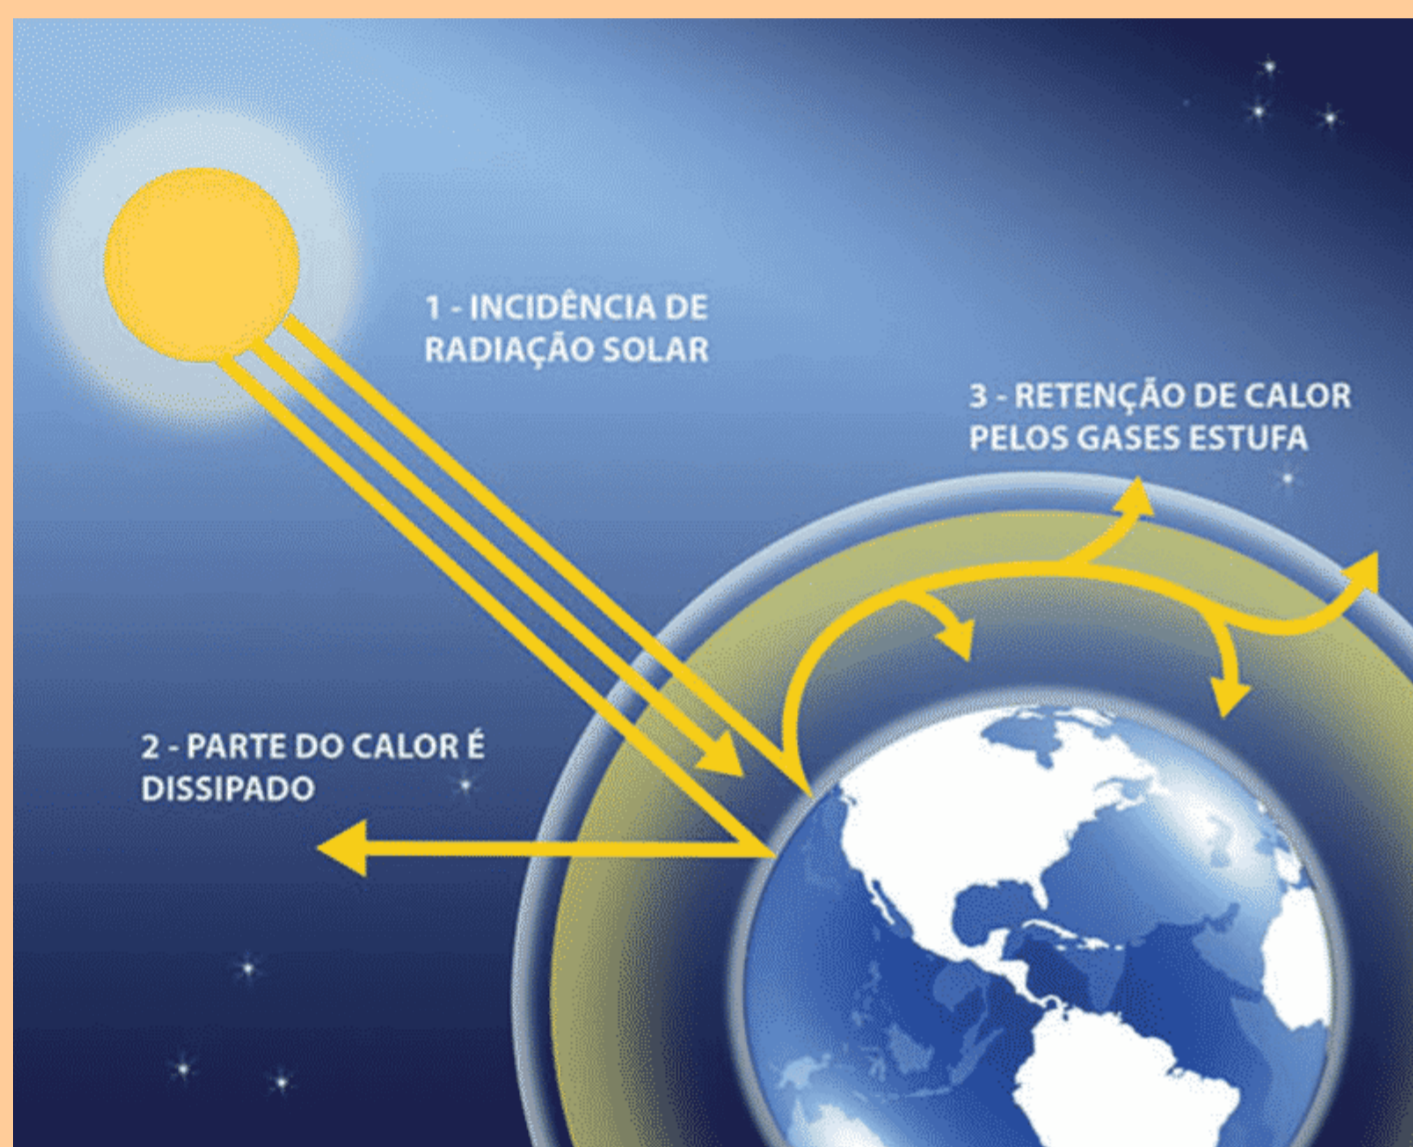 1 - INCIDÊNCIA DE
RADIAÇÃO SOLAR
3 - RETENÇÃO DE CALOR
PELOS GASES ESTUFA
2 - PARTE DO CALOR É
DISSIPADO